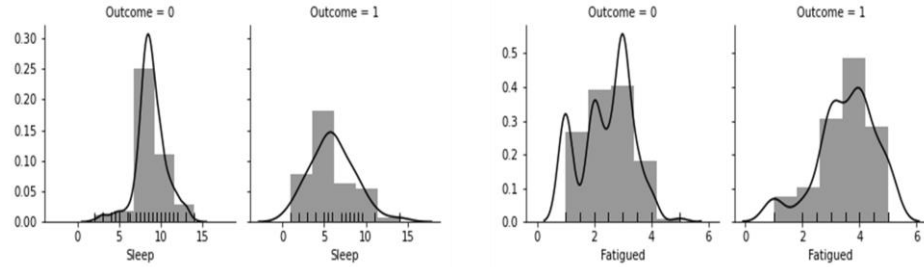 Outcome = 0
Outcome = 1
Outcome = 0
Outcome = 1
0.30
0.25
0.20
0.15
0.10
0.05
0.00
0 5 10 15
0 5 10 15
Sleep
Sleep
0.5
0.4
0.3
0.2
0.1
0.0
0 2 4 6
0 2 4 6
Fatigued
Fatigued